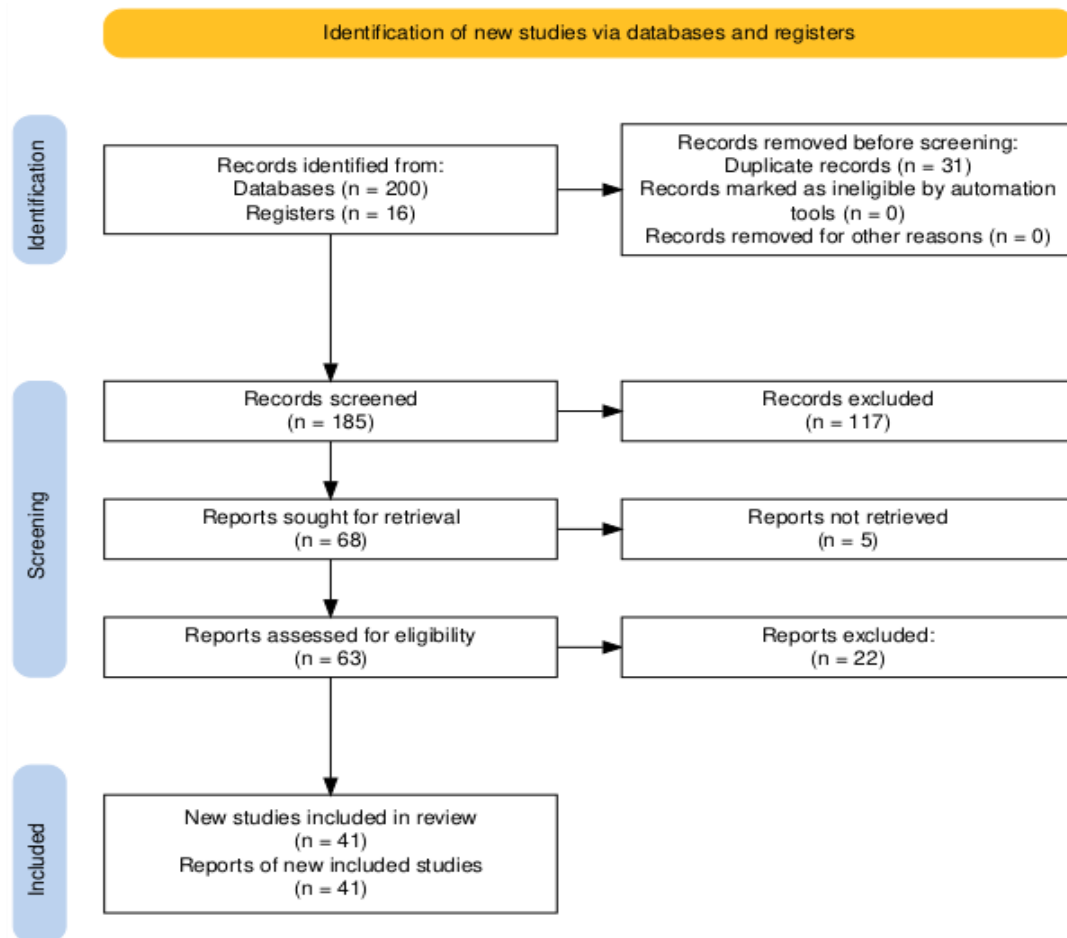 Identification of new studies via databases and registers
Identification
Records identified from:
Databases (n = 200)
Registers (n = 16)
Records removed before screening:
Duplicate records (n = 31)
Records marked as ineligible by automation
tools (n = 0)
Records removed for other reasons (n = 0)
Screening
Records screened
(n = 185)
Records excluded
(n = 117)
Reports sought for retrieval
(n = 68)
Reports not retrieved
(n = 5)
Reports assessed for eligibility
(n = 63)
Reports excluded:
(n = 22)
Included
New studies included in review
(n = 41)
Reports of new included studies
(n = 41)